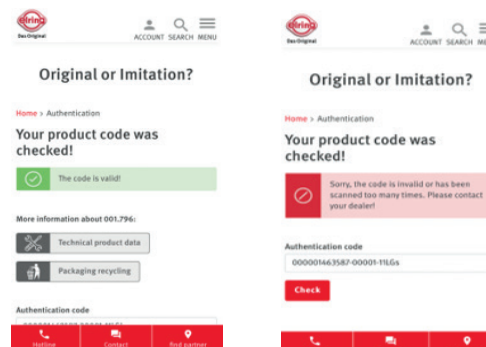 elring
Das Original
ACCOUNT SEARCH MENU
Original or Imitation?
Home > Authentication
Your product code was
checked!
The code is valid!
More information about 001.796:
Technical product data
Packaging recycling
Authentication code
Hotline Contact find partner
elring
Das Original
ACCOUNT SEARCH
Original or Imitation?
Home > Authentication
Your product code was
checked!
Sorry, the code is invalid or has been
scanned too many times. Please contact
your dealer!
Authentication code
000001463587-00001-11LGs
Check